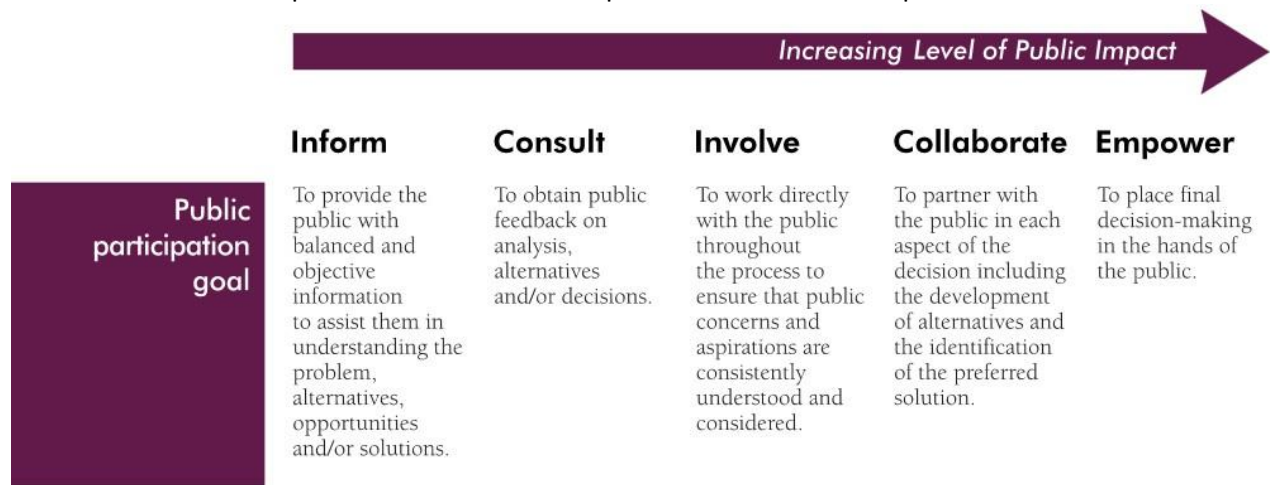 Increasing Level of Public Impact
Inform
Consult
Involve
Collaborate
Empower
Public
participation
goal
To provide the
public with
balanced and
objective
information
to assist them in
understanding the
problem,
alternatives,
opportunities
and/or solutions.
To obtain public
feedback on
analysis,
alternatives
and/or decisions.
To work directly
with the public
throughout
the process to
ensure that public
concerns and
aspirations are
consistently
understood and
considered.
To partner with
the public in each
aspect of the
decision including
the development
of alternatives and
the identification
of the preferred
solution.
To place final
decision-making
in the hands of
the public.